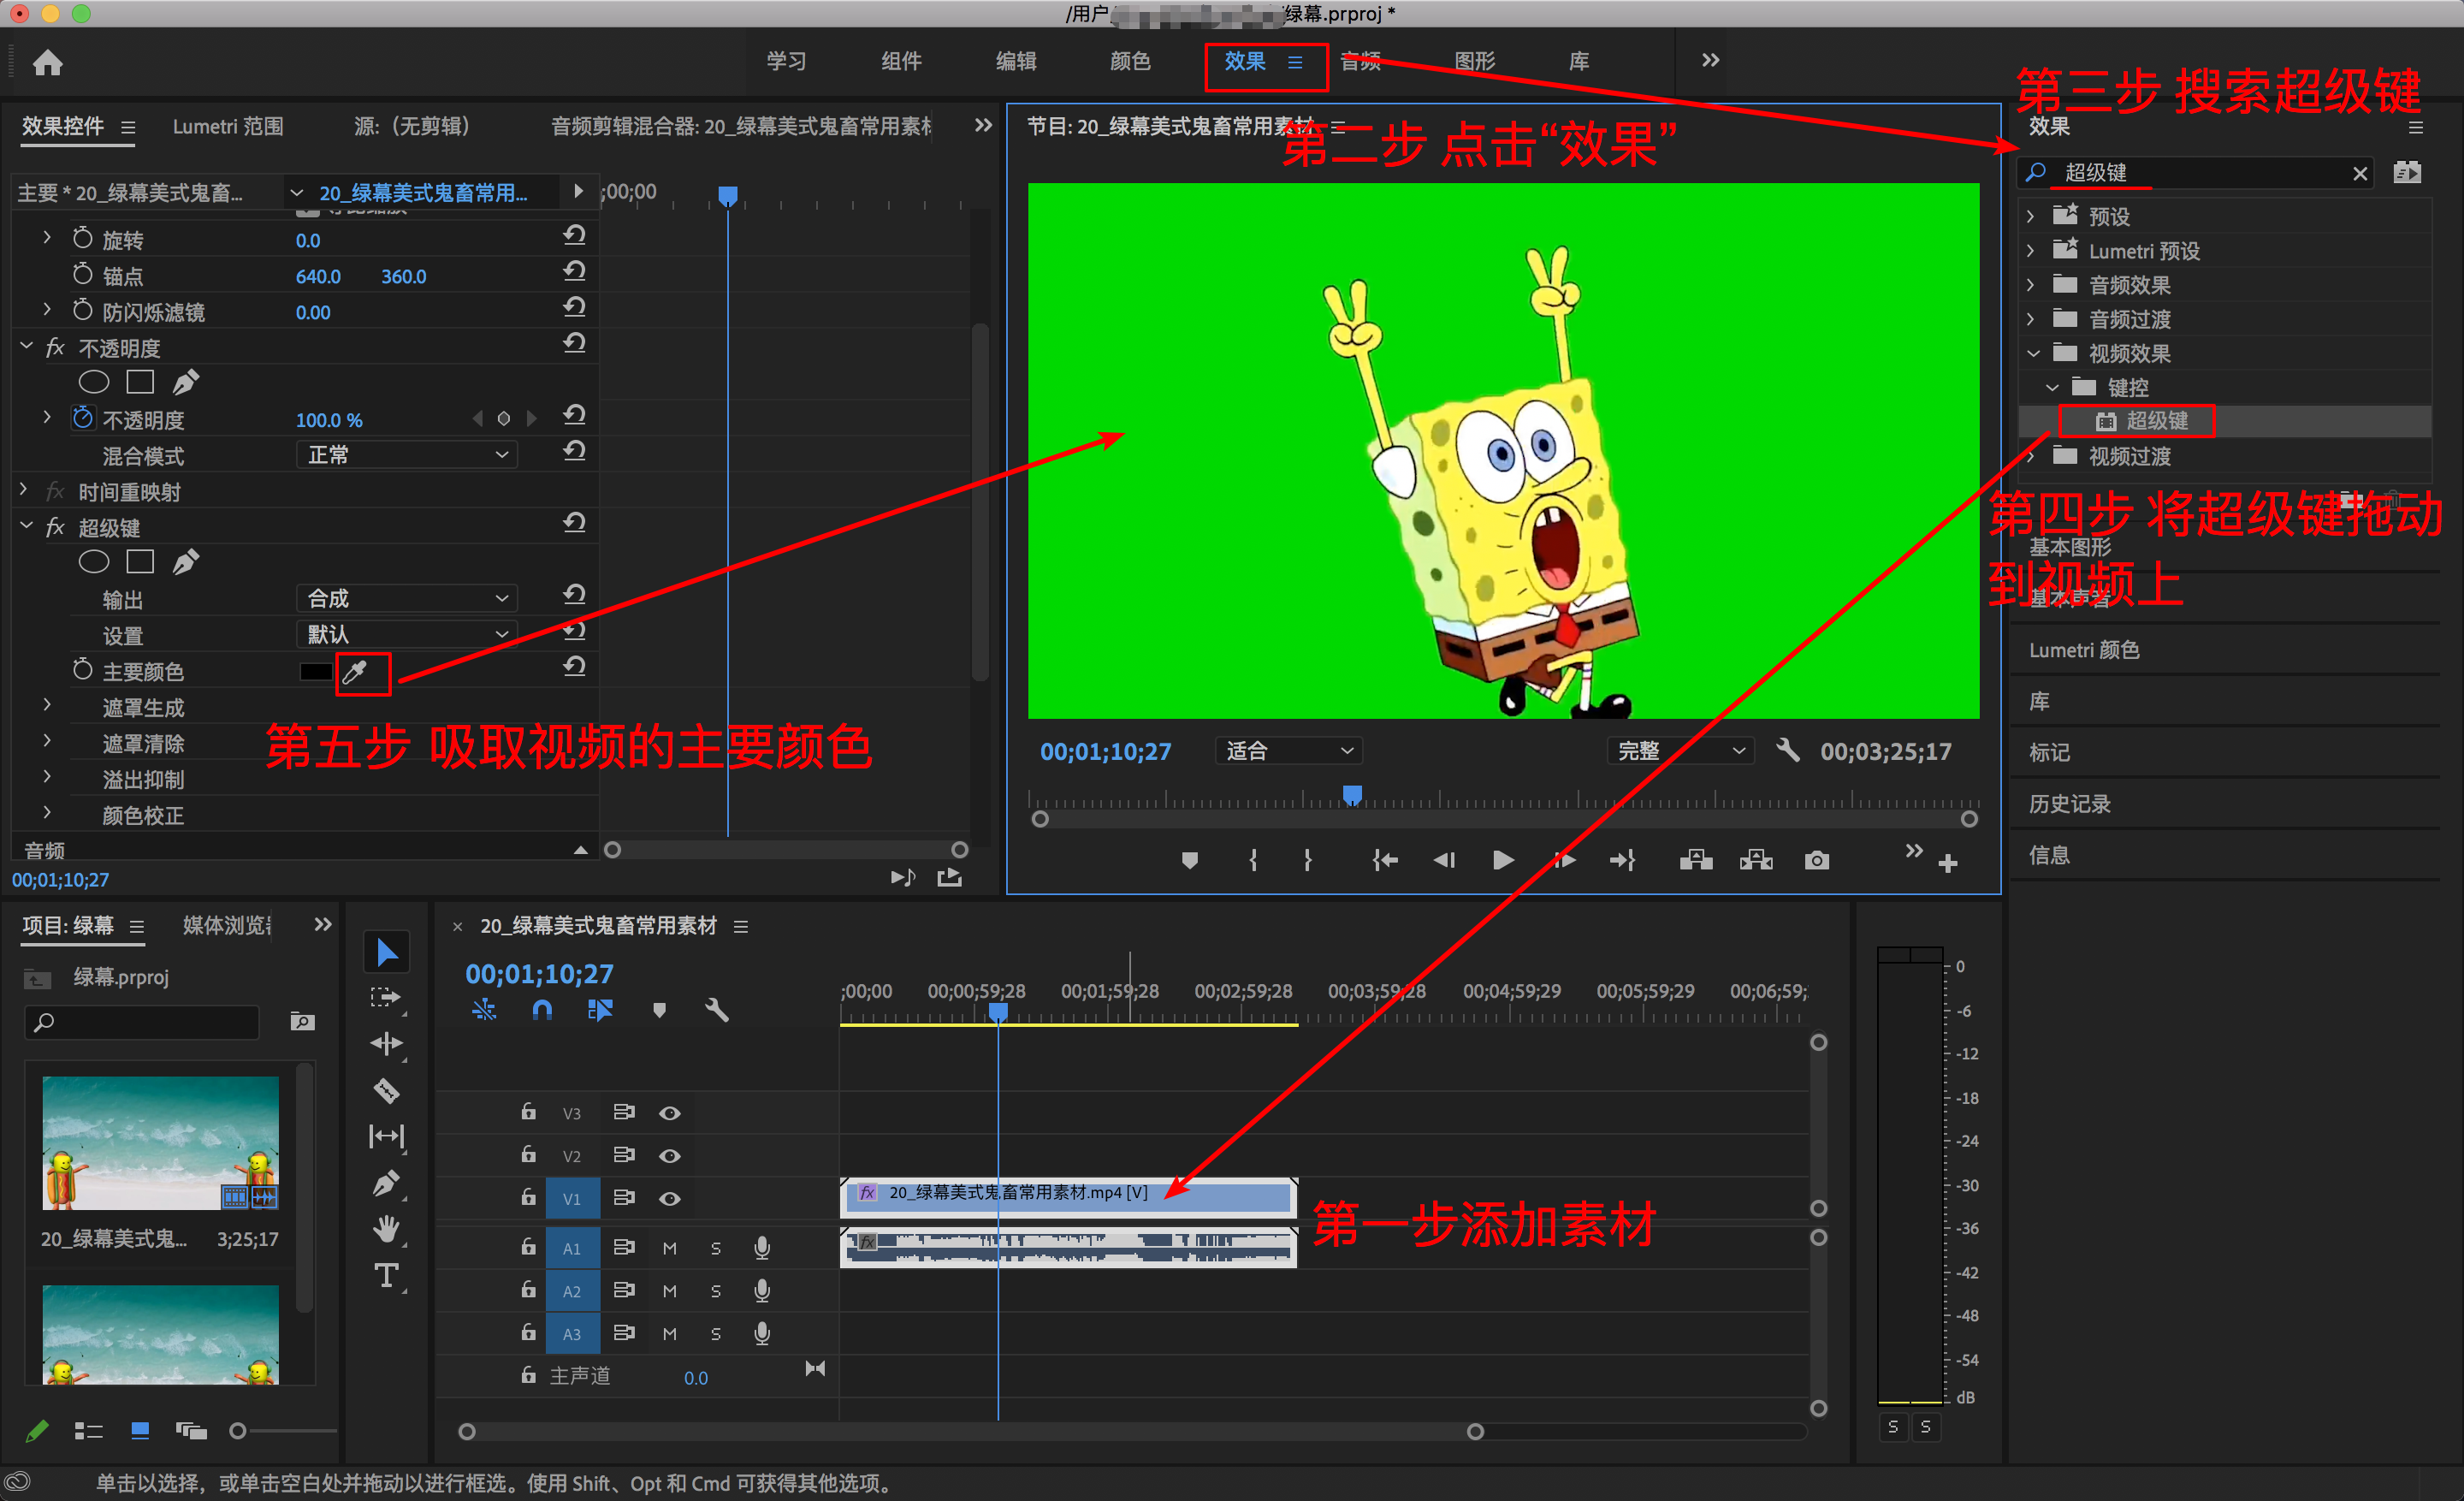 /用户
绿幕.prproj *
学习 组件 编辑 颜色 效果 音频 图形 库
第三步 搜索超级键
效果控件 Lumetri 范围 源:（无剪辑） 音频剪辑混合器: 20_绿幕美式鬼畜常用素材
节目: 20_绿幕美式鬼畜常用素材
第二步 点击“效果”
效果
超级键
主要 * 20_绿幕美式鬼畜... 20_绿幕美式鬼畜常用... ;00;00
旋转 0.0
锚点 640.0 360.0
防闪烁滤镜 0.00
fx 不透明度
不透明度 100.0 %
混合模式 正常
fx 时间重映射
fx 超级键
输出 合成
设置 默认
主要颜色
遮罩生成
遮罩清除
溢出抑制
颜色校正
音频
00;01;10;27
第五步 吸取视频的主要颜色
00;01;10;27 适合 完整 00;03;25;17
预设
Lumetri 预设
音频效果
音频过渡
视频效果
键控
超级键
视频过渡
第四步 将超级键拖动
到视频上
基本图形
基本声音
Lumetri 颜色
库
标记
历史记录
信息
项目: 绿幕 媒体浏览器
绿幕.prproj
20_绿幕美式鬼... 3;25;17
T
× 20_绿幕美式鬼畜常用素材
00;01;10;27
;00;00 00;00;59;28 00;01;59;28 00;02;59;28 00;03;59;28 00;04;59;29 00;05;59;29 00;06;59;
V3
V2
V1 fx 20_绿幕美式鬼畜常用素材.mp4 [V]
第一步添加素材
A1 M S fx
A2 M S
A3 M S
主声道 0.0
0
-6
-12
-18
-24
-30
-36
-42
-48
-54
dB
S S
单击以选择，或单击空白处并拖动以进行框选。使用 Shift、Opt 和 Cmd 可获得其他选项。